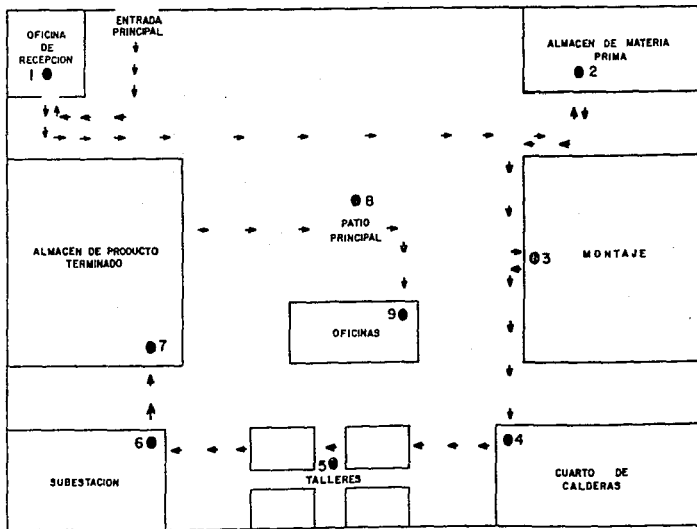 OFICINA
DE
RECEPCION
1
ENTRADA
PRINCIPAL
ALMACEN DE MATERIA
PRIMA
2
8
PATIO
PRINCIPAL
ALMACEN DE PRODUCTO
TERMINADO
3
MONTAJE
9
OFICINAS
7
6
SUBESTACION
5
TALLERES
4
CUARTO DE
CALDERAS